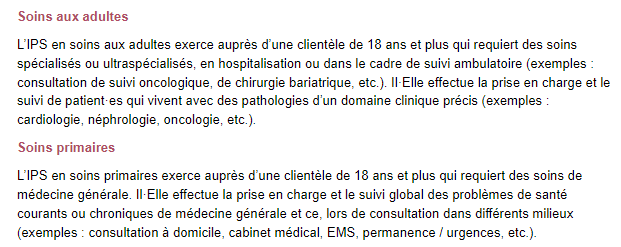 Soins aux adultes
L'IPS en soins aux adultes exerce auprès d'une clientèle de 18 ans et plus qui requiert des soins
spécialisés ou ultraspécialisés, en hospitalisation ou dans le cadre de suivi ambulatoire (exemples :
consultation de suivi oncologique, de chirurgie bariatrique, etc.). Il·Elle effectue la prise en charge et le
suivi de patient·es qui vivent avec des pathologies d'un domaine clinique précis (exemples :
cardiologie, néphrologie, oncologie, etc.).
Soins primaires
L'IPS en soins primaires exerce auprès d'une clientèle de 18 ans et plus qui requiert des soins de
médecine générale. Il·Elle effectue la prise en charge et le suivi global des problèmes de santé
courants ou chroniques de médecine générale et ce, lors de consultation dans différents milieux
(exemples : consultation à domicile, cabinet médical, EMS, permanence / urgences, etc.).